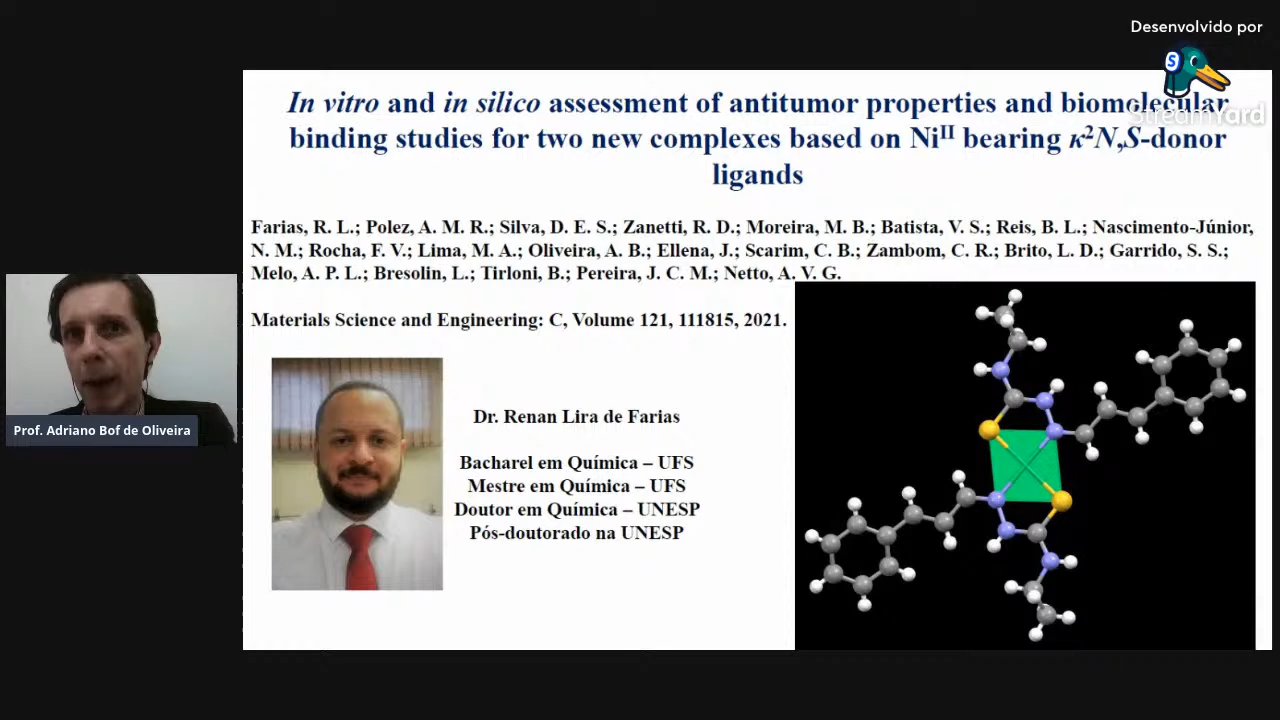 Desenvolvido por
S
StreamYard
In vitro and in silico assessment of antitumor properties and biomolecular
binding studies for two new complexes based on Niᴵᴵ bearing κ²N,S-donor
ligands
Farias, R. L.; Polez, A. M. R.; Silva, D. E. S.; Zanetti, R. D.; Moreira, M. B.; Batista, V. S.; Reis, B. L.; Nascimento-Júnior,
N. M.; Rocha, F. V.; Lima, M. A.; Oliveira, A. B.; Ellena, J.; Scarim, C. B.; Zambom, C. R.; Brito, L. D.; Garrido, S. S.;
Melo, A. P. L.; Bresolin, L.; Tirloni, B.; Pereira, J. C. M.; Netto, A. V. G.
Materials Science and Engineering: C, Volume 121, 111815, 2021.
Dr. Renan Lira de Farias
Bacharel em Química – UFS
Mestre em Química – UFS
Doutor em Química – UNESP
Pós-doutorado na UNESP
Prof. Adriano Bof de Oliveira